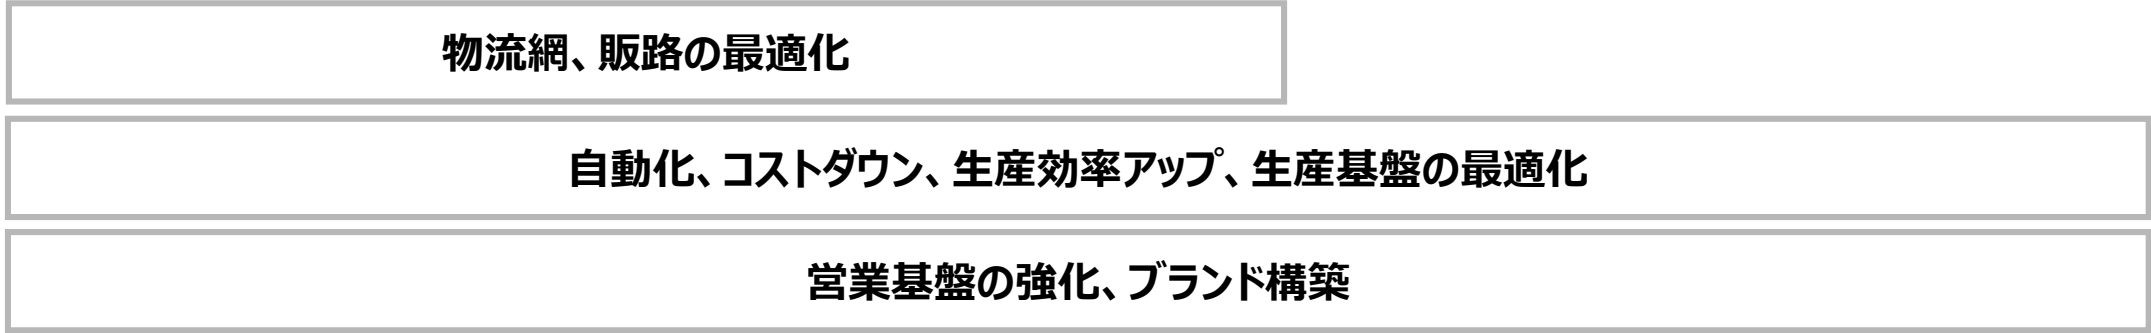 物流網、販路の最適化
自動化、コストダウン、生産効率アップ、生産基盤の最適化
営業基盤の強化、ブランド構築